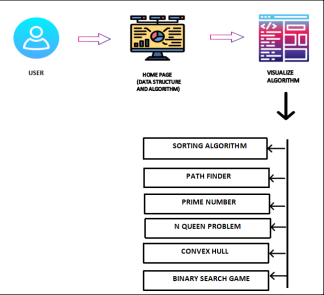 USER
HOME PAGE
(DATA STRUCTURE
AND ALGORITHM)
VISUALIZE
ALGORITHM
SORTING ALGORITHM
PATH FINDER
PRIME NUMBER
N QUEEN PROBLEM
CONVEX HULL
BINARY SEARCH GAME